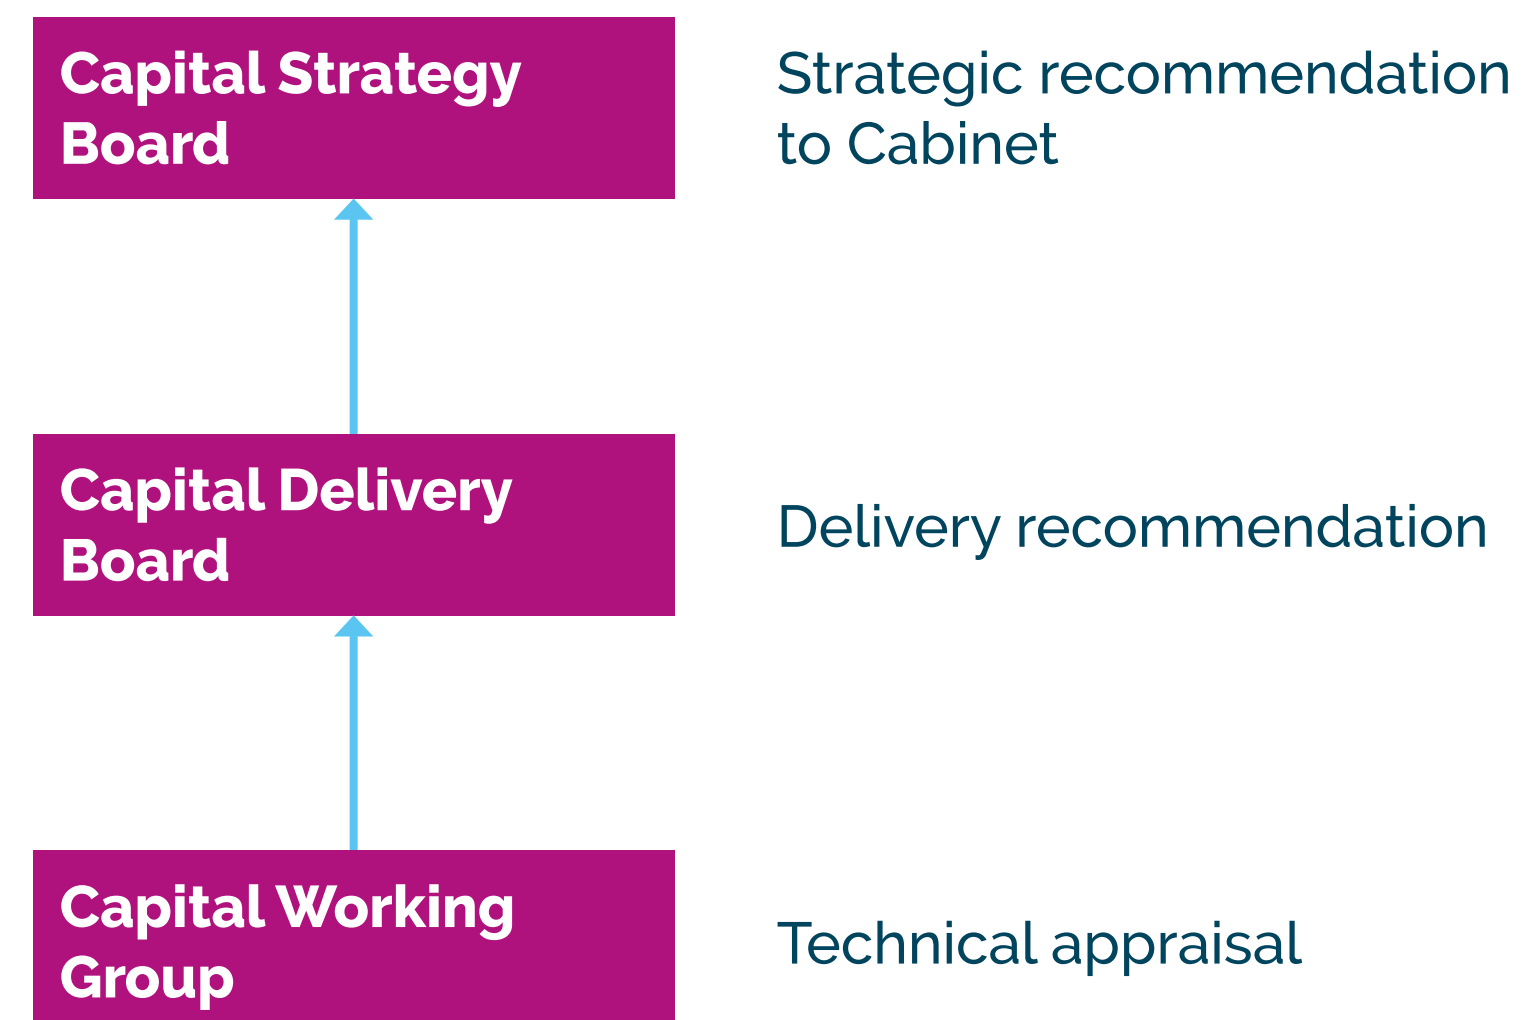 Capital Strategy
Board
Strategic recommendation
to Cabinet
Capital Delivery
Board
Delivery recommendation
Capital Working
Group
Technical appraisal